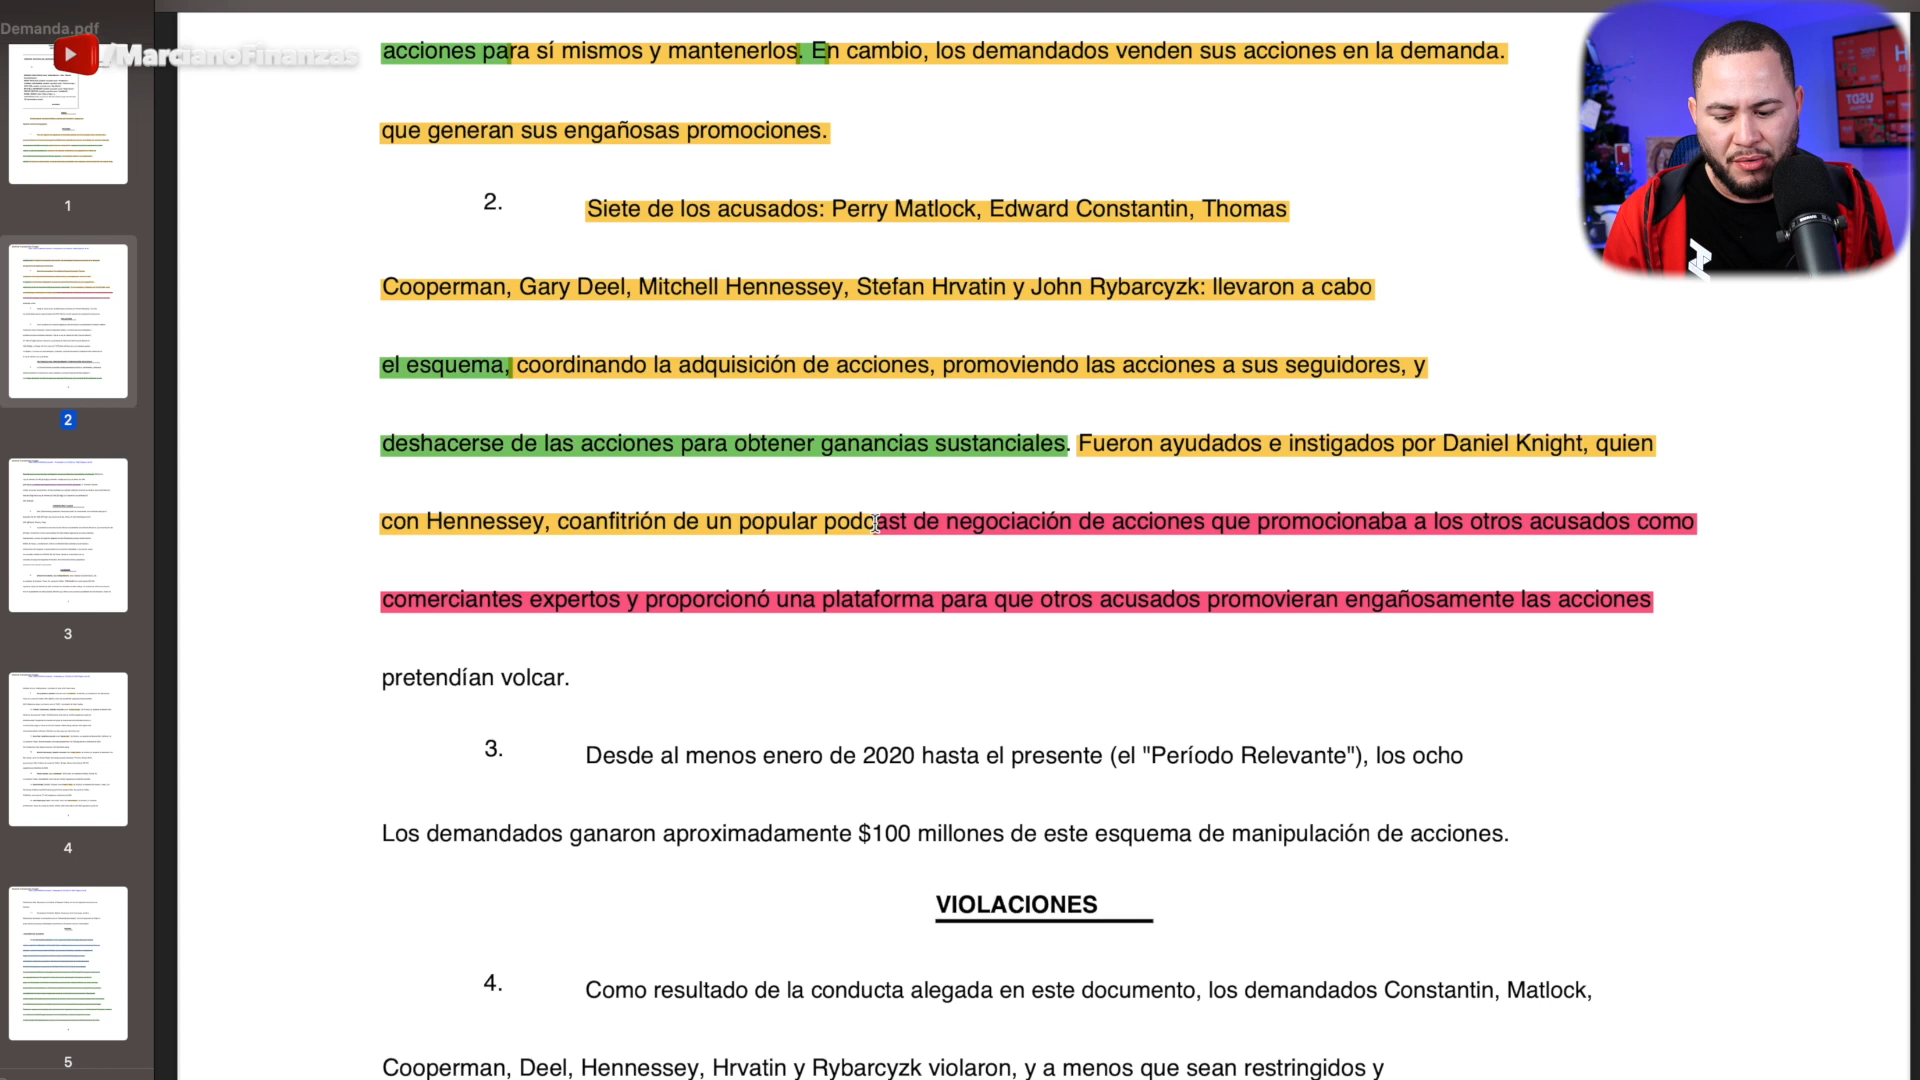 Demanda.pdf
/MarcianoFinanzas
acciones para sí mismos y mantenerlos. En cambio, los demandados venden sus acciones en la demanda.
que generan sus engañosas promociones.
2. Siete de los acusados: Perry Matlock, Edward Constantin, Thomas
Cooperman, Gary Deel, Mitchell Hennessey, Stefan Hrvatin y John Rybarcyzk: llevaron a cabo
el esquema, coordinando la adquisición de acciones, promoviendo las acciones a sus seguidores, y
deshacerse de las acciones para obtener ganancias sustanciales. Fueron ayudados e instigados por Daniel Knight, quien
con Hennessey, coanfitrión de un popular podcast de negociación de acciones que promocionaba a los otros acusados como
comerciantes expertos y proporcionó una plataforma para que otros acusados promovieran engañosamente las acciones
pretendían volcar.
3. Desde al menos enero de 2020 hasta el presente (el "Período Relevante"), los ocho
Los demandados ganaron aproximadamente $100 millones de este esquema de manipulación de acciones.
VIOLACIONES
4. Como resultado de la conducta alegada en este documento, los demandados Constantin, Matlock,
Cooperman, Deel, Hennessey, Hrvatin y Rybarcyzk violaron, y a menos que sean restringidos y
1
2
3
4
5